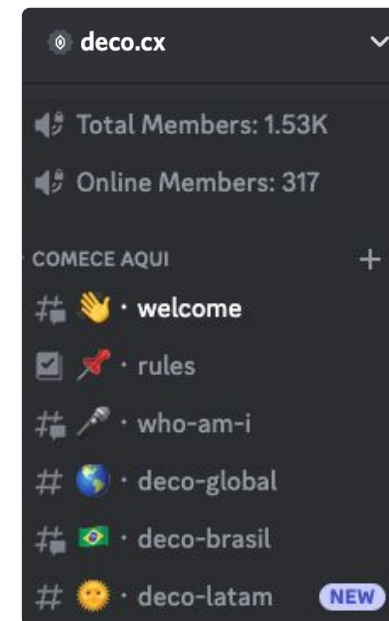 deco.cx
Total Members: 1.53K
Online Members: 317
COMECE AQUI
👋 · welcome
📌 · rules
🎤 · who-am-i
🌎 · deco-global
🇧🇷 · deco-brasil
🌞 · deco-latam NEW